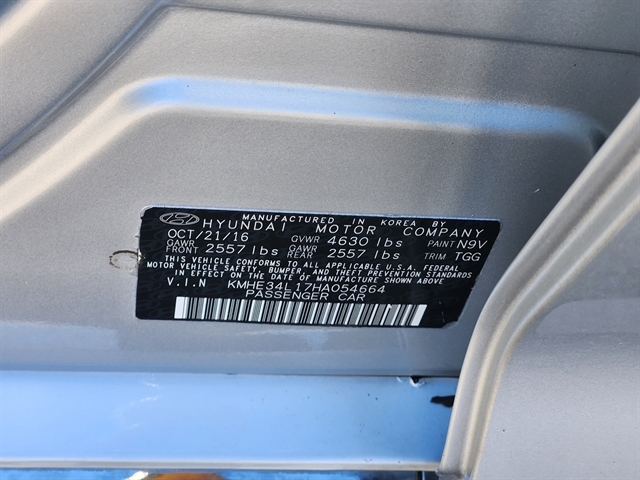 MANUFACTURED IN KOREA BY
HYUNDAI MOTOR COMPANY
OCT/21/16 GVWR 4630 lbs PAINT N9V
GAWR FRONT 2557 lbs GAWR REAR 2557 lbs TRIM TGG
THIS VEHICLE CONFORMS TO ALL APPLICABLE U.S.A. FEDERAL
MOTOR VEHICLE SAFETY, BUMPER, AND THEFT PREVENTION STANDARDS
IN EFFECT ON THE DATE OF MANUFACTURE SHOWN ABOVE.
V.I.N KMHE34L17HA054664
PASSENGER CAR